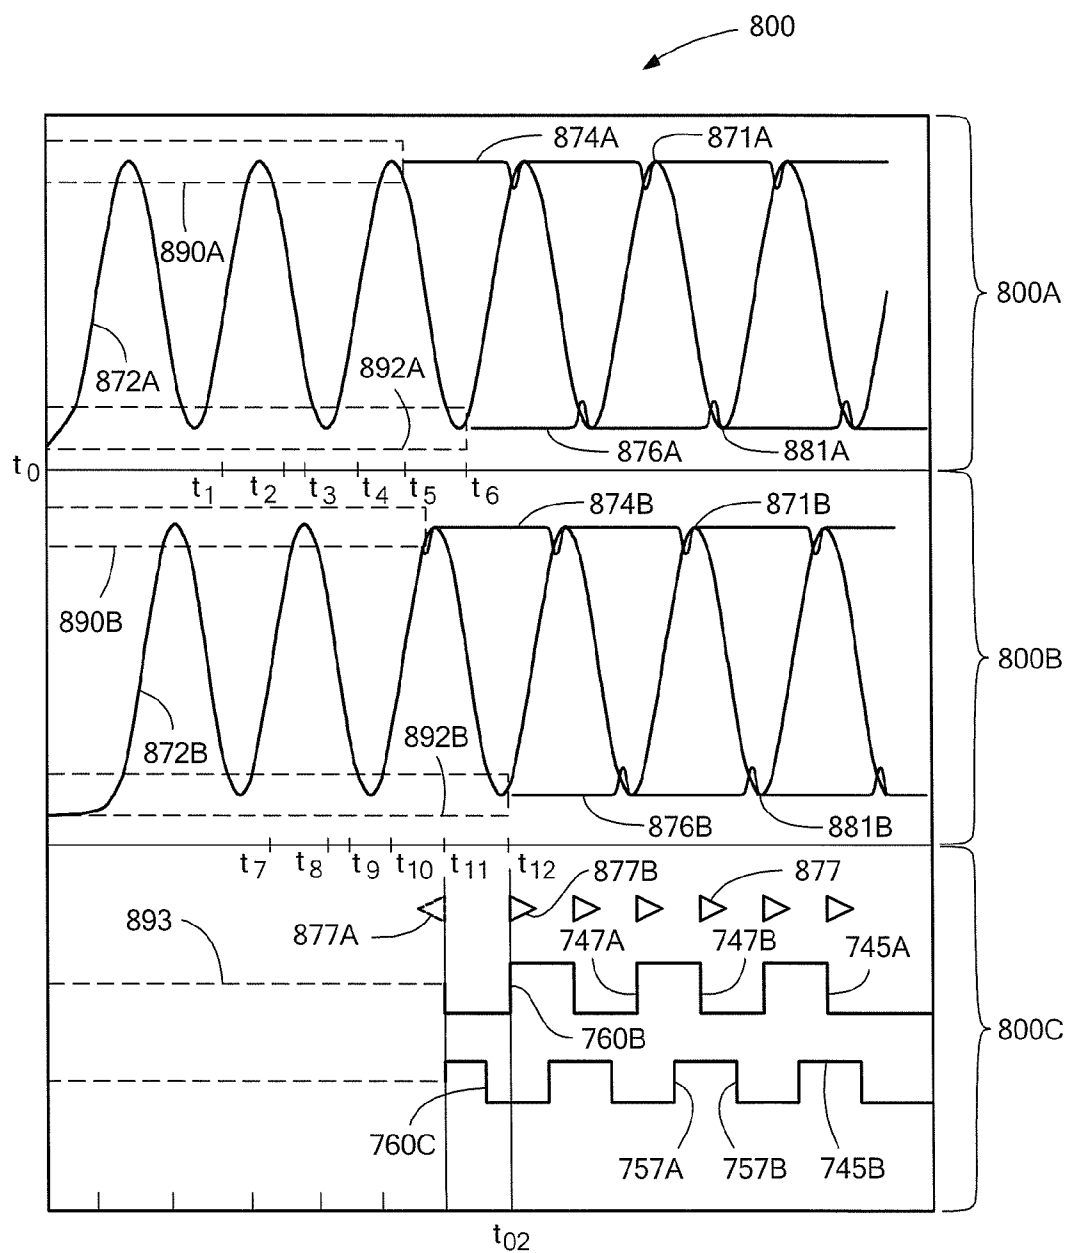 800
874A 871A
890A
800A
872A 892A
876A 881A
t0
t1 t2 t3 t4 t5 t6
874B 871B
890B
800B
872B 892B
876B 881B
t7 t8 t9 t10 t11 t12
877B 877
893 877A 747A 747B 745A
760B
800C
760C
757A 757B 745B
t02